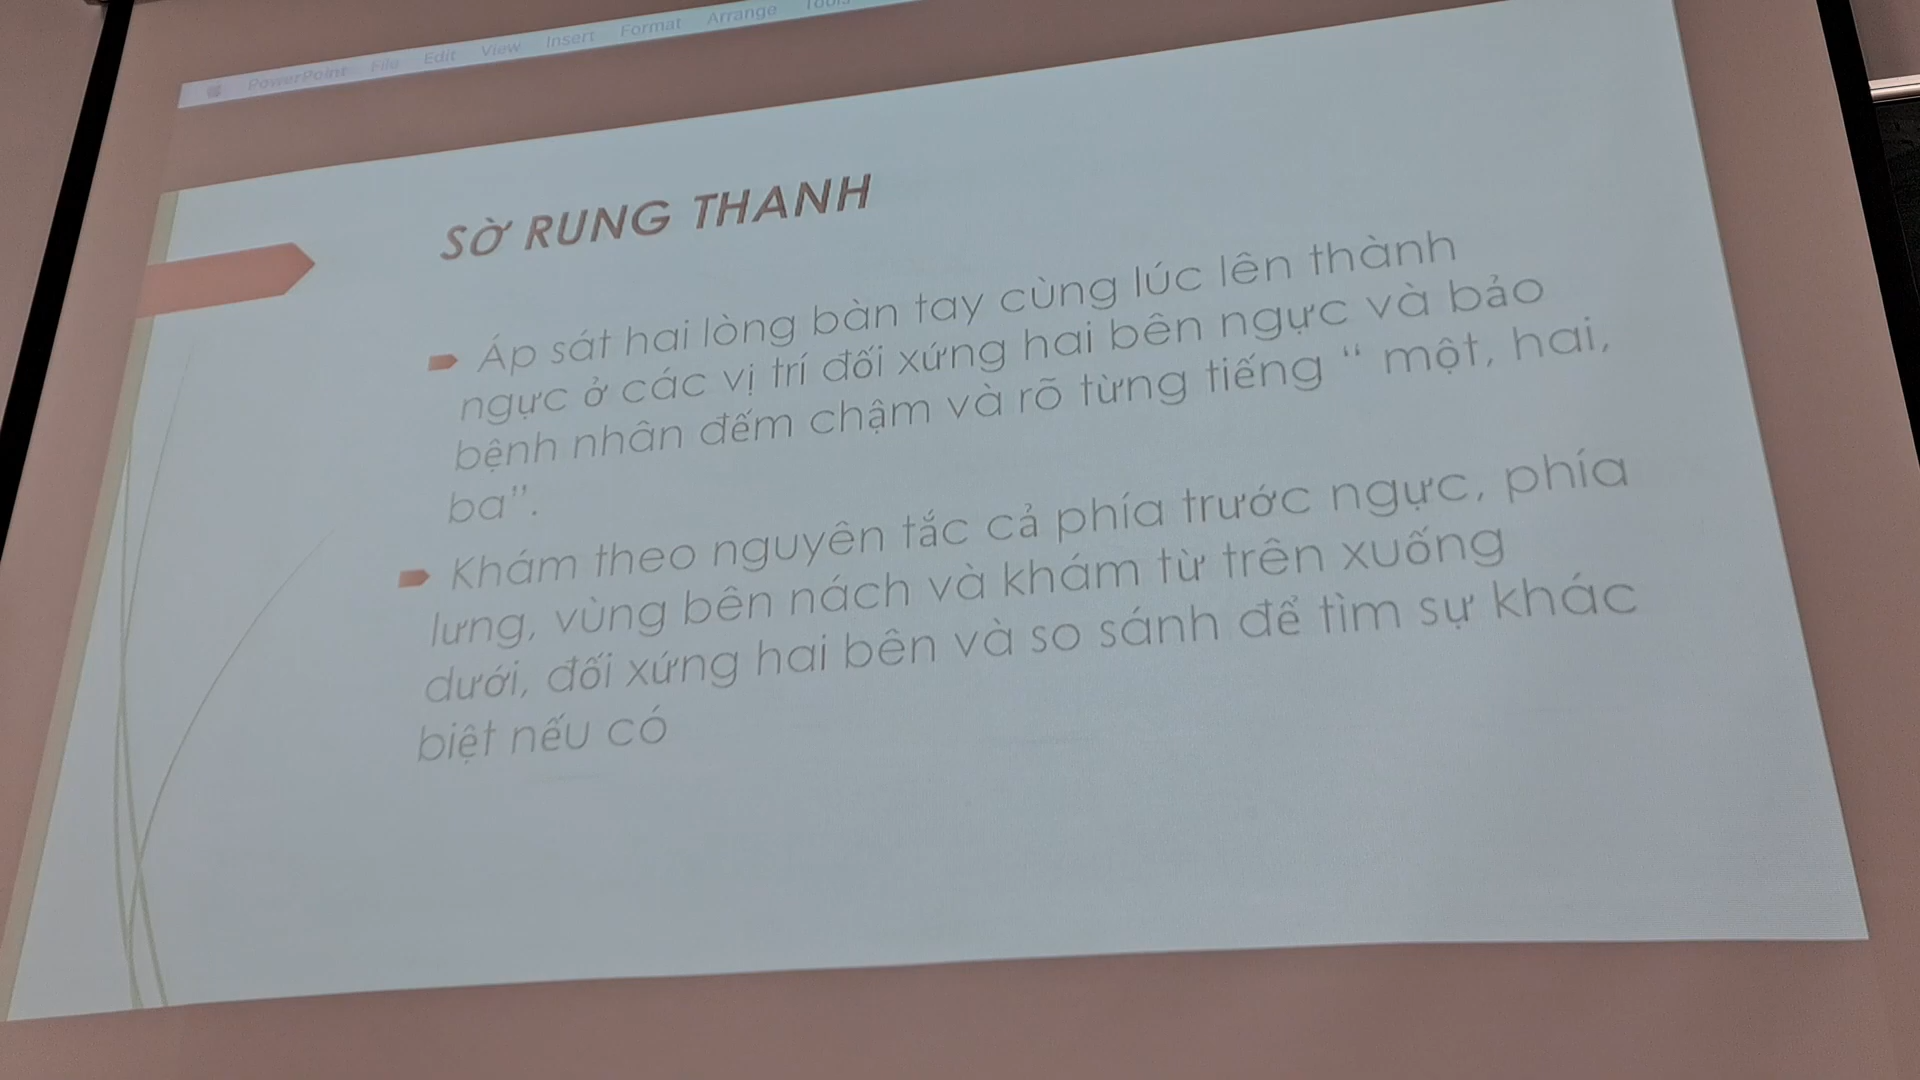 PowerPoint File Edit View Insert Format Arrange Tools
SỜ RUNG THANH
Áp sát hai lòng bàn tay cùng lúc lên thành
ngực ở các vị trí đối xứng hai bên ngực và bảo
bệnh nhân đếm chậm và rõ từng tiếng “ một, hai,
ba”.
Khám theo nguyên tắc cả phía trước ngực, phía
lưng, vùng bên nách và khám từ trên xuống
dưới, đối xứng hai bên và so sánh để tìm sự khác
biệt nếu có